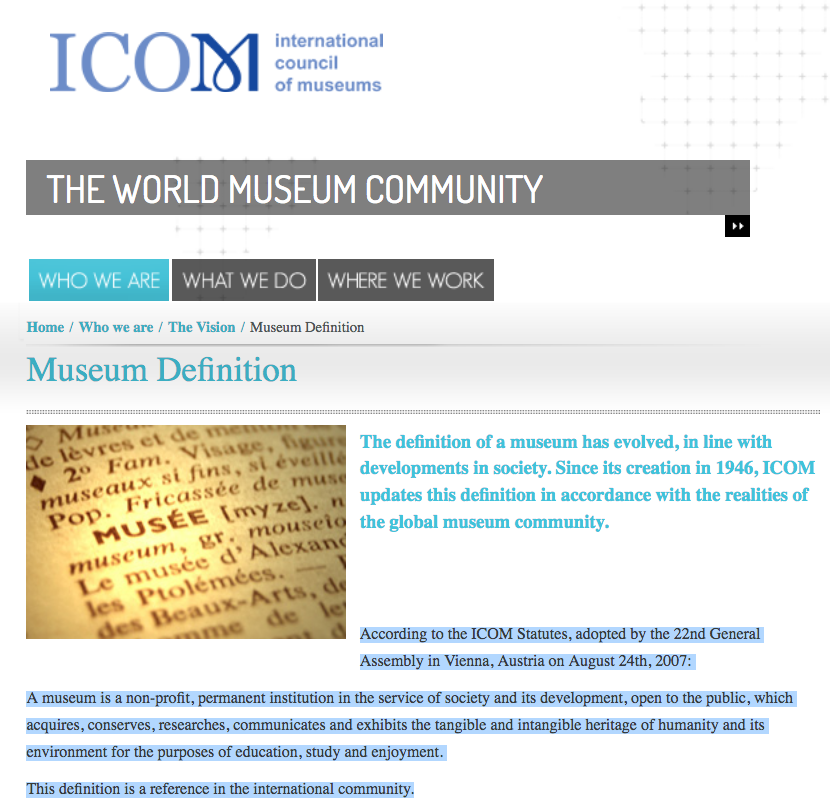 ICOM
international
council
of museums
THE WORLD MUSEUM COMMUNITY
WHO WE ARE
WHAT WE DO
WHERE WE WORK
Home / Who we are / The Vision / Museum Definition
Museum Definition
de lèvres et de
2º Fam. Visage, figure
museaux si fins, si éveillé
Pop. Fricassée de muse
MUSÉE [myze]. n
museum, gr. mouseio
Le musée d'Alexand
les Ptolémées. —
des Beaux-Arts, de
The definition of a museum has evolved, in line with
developments in society. Since its creation in 1946, ICOM
updates this definition in accordance with the realities of
the global museum community.
According to the ICOM Statutes, adopted by the 22nd General
Assembly in Vienna, Austria on August 24th, 2007:
A museum is a non-profit, permanent institution in the service of society and its development, open to the public, which
acquires, conserves, researches, communicates and exhibits the tangible and intangible heritage of humanity and its
environment for the purposes of education, study and enjoyment.
This definition is a reference in the international community.